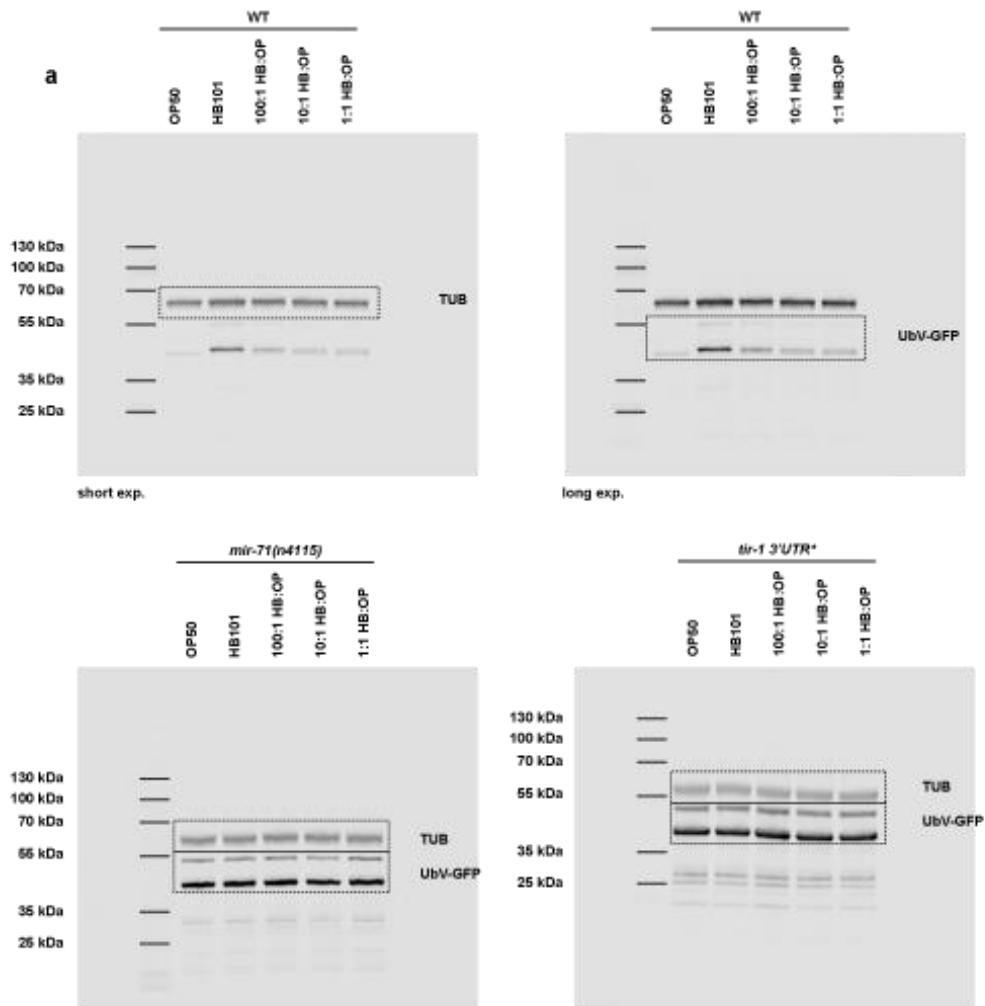 WT
WT
a
OP50
HB101
100:1 HB:OP
10:1 HB:OP
1:1 HB:OP
OP50
HB101
100:1 HB:OP
10:1 HB:OP
1:1 HB:OP
130 kDa
100 kDa
70 kDa
55 kDa
35 kDa
25 kDa
TUB
UbV-GFP
short exp.
long exp.
mir-71(n4115)
tir-1 3'UTR*
OP50
HB101
100:1 HB:OP
10:1 HB:OP
1:1 HB:OP
OP50
HB101
100:1 HB:OP
10:1 HB:OP
1:1 HB:OP
130 kDa
100 kDa
70 kDa
55 kDa
35 kDa
25 kDa
TUB
UbV-GFP
130 kDa
100 kDa
70 kDa
55 kDa
35 kDa
25 kDa
TUB
UbV-GFP